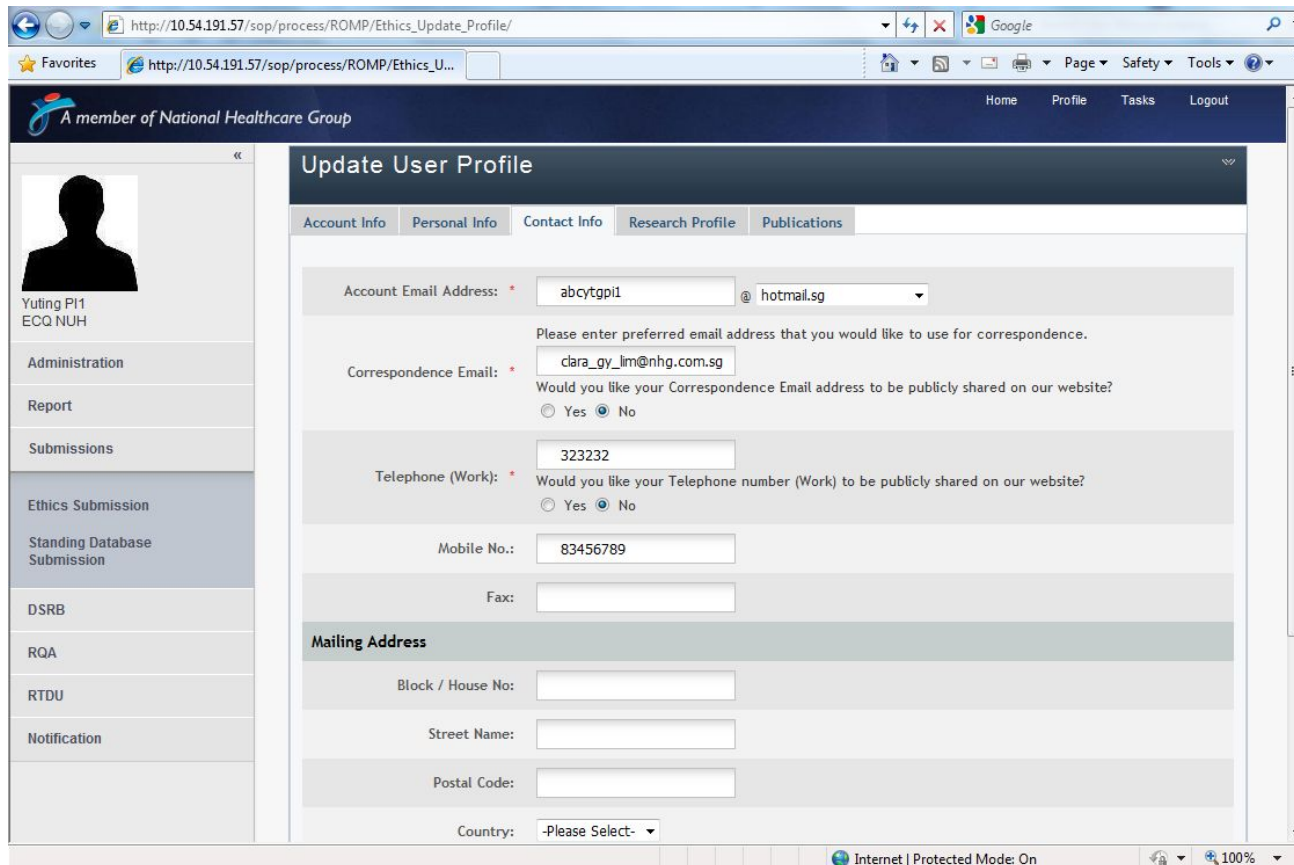 http://10.54.191.57/sop/process/ROMP/Ethics_Update_Profile/
Google
Favorites
http://10.54.191.57/sop/process/ROMP/Ethics_U...
Page
Safety
Tools
A member of National Healthcare Group
Home Profile Tasks Logout
«
Yuting PI1
ECQ NUH
Administration
Report
Submissions
Ethics Submission
Standing Database
Submission
DSRB
RQA
RTDU
Notification
Update User Profile
Account Info Personal Info Contact Info Research Profile Publications
Account Email Address: * abcytgpi1 @ hotmail.sg
Please enter preferred email address that you would like to use for correspondence.
Correspondence Email: * clara_gy_lim@nhg.com.sg
Would you like your Correspondence Email address to be publicly shared on our website?
Yes No
Telephone (Work): * 323232
Would you like your Telephone number (Work) to be publicly shared on our website?
Yes No
Mobile No.: 83456789
Fax:
Mailing Address
Block / House No:
Street Name:
Postal Code:
Country: -Please Select-
Internet | Protected Mode: On
100%